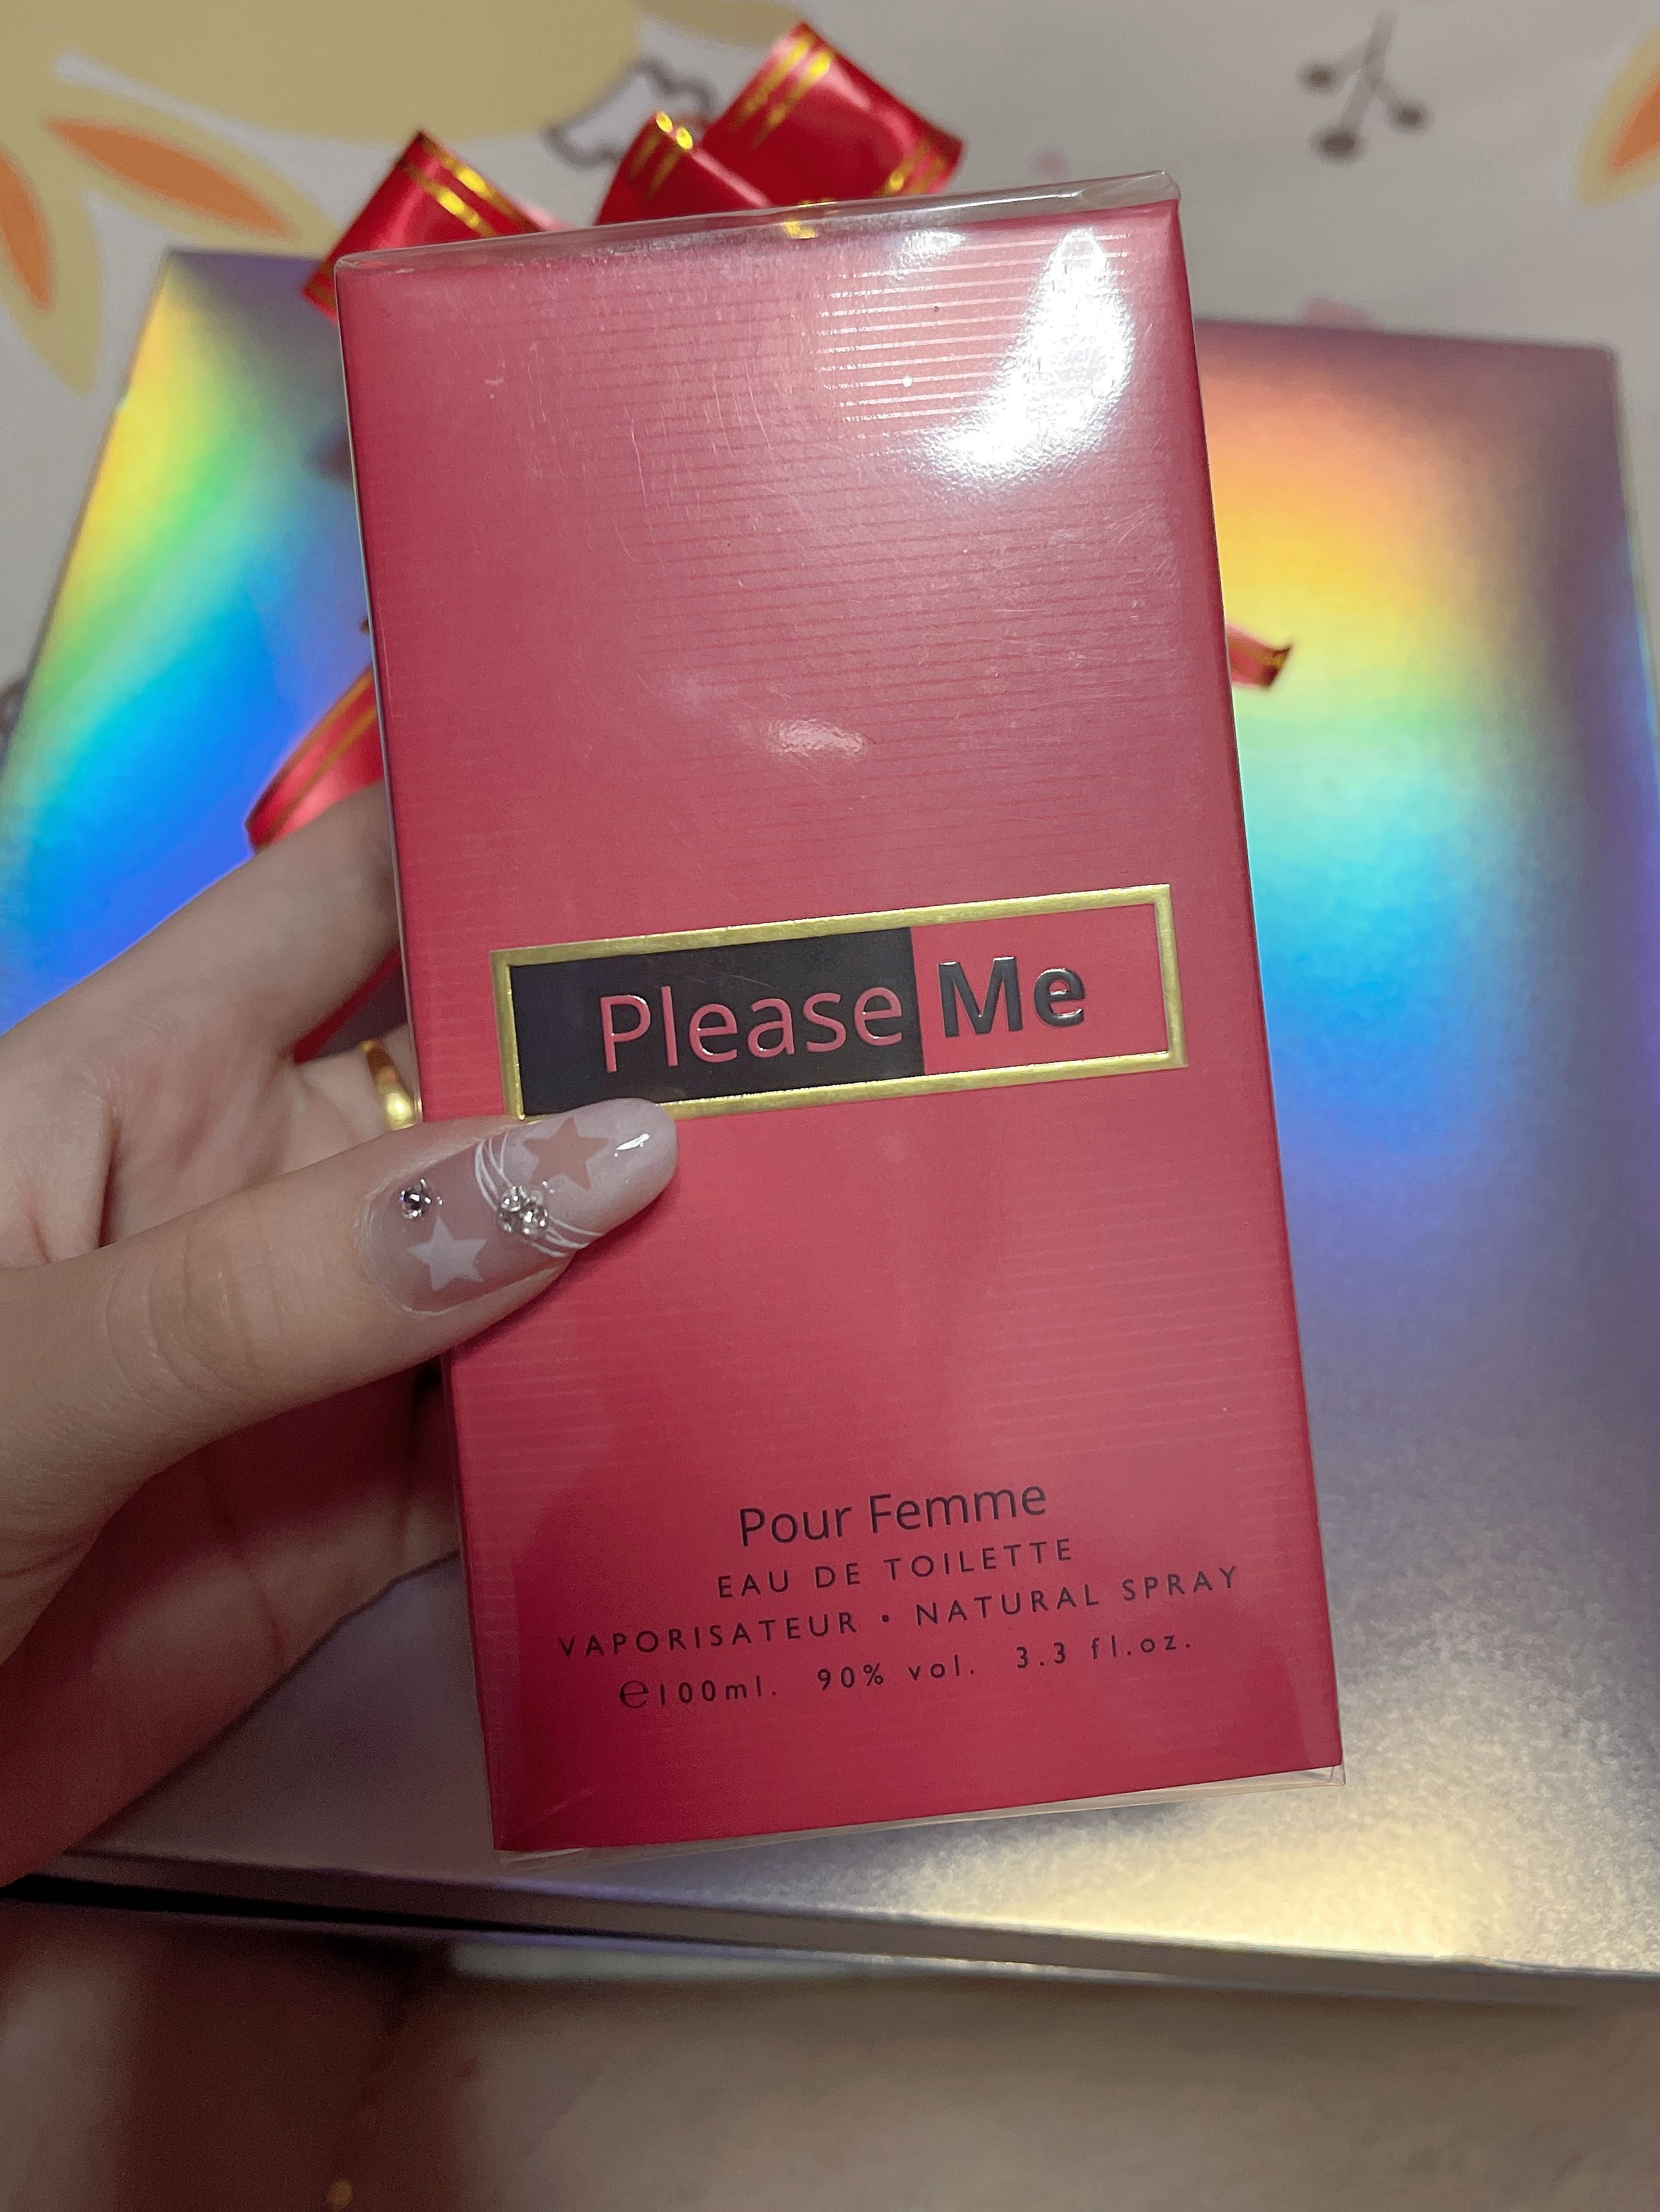 Please Me
Pour Femme
EAU DE TOILETTE
VAPORISATEUR • NATURAL SPRAY
℮100ml. 90% vol. 3.3 fl.oz.